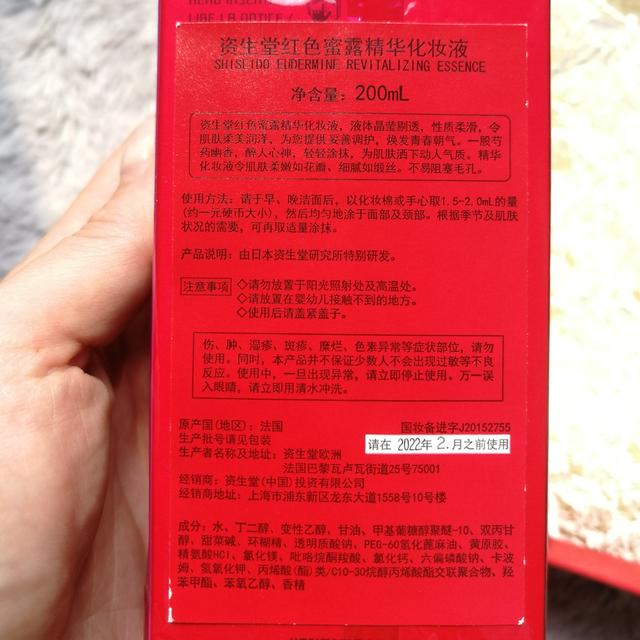 资生堂红色蜜露精华化妆液
SHISEIDO EUDERMINE REVITALIZING ESSENCE
净含量：200mL
资生堂红色蜜露精华化妆液，液体晶莹剔透，性质柔滑，令
肌肤柔美润泽，为您提供妥善调护，焕发青春朝气。一股芍
药幽香，醉人心神，轻轻涂抹，为肌肤洒下动人气质。精华
化妆液令肌肤柔嫩如花瓣、细腻如缎丝。不易阻塞毛孔。
使用方法：请于早、晚洁面后，以化妆棉或手心取1.5-2.0mL的量
(约一元硬币大小)，然后均匀地涂于面部及颈部。根据季节及肌肤
状况的需要，可再取适量涂抹。
产品说明：由日本资生堂研究所特别研发。
注意事项 ◇请勿放置于阳光照射处及高温处。
◇请放置在婴幼儿接触不到的地方。
◇使用后请盖紧盖子。
伤、肿、湿疹、斑疹、糜烂、色素异常等症状部位，请勿
使用。同时，本产品并不保证少数人不会出现过敏等不良
反应。使用中，一旦出现异常，请立即停止使用。万一误
入眼睛，请立即用清水冲洗。
原产国(地区)：法国 国妆备进字J20152755
生产批号请见包装 请在 2022年 2.月之前使用
生产者名称及地址：资生堂欧洲
法国巴黎瓦卢瓦街道25号75001
经销商：资生堂(中国)投资有限公司
经销商地址：上海市浦东新区龙东大道1558号10号楼
成分：水、丁二醇、变性乙醇、甘油、甲基葡糖醇聚醚-10、双丙甘
醇、甜菜碱、环糊精、透明质酸钠、PEG-60氢化蓖麻油、黄原胶、
精氨酸HCl、氯化镁、吡咯烷酮羧酸、氯化钙、六偏磷酸钠、卡波
姆、氢氧化钾、丙烯酸(酯)类/C10-30烷醇丙烯酸酯交联聚合物、羟
苯甲酯、苯氧乙醇、香精